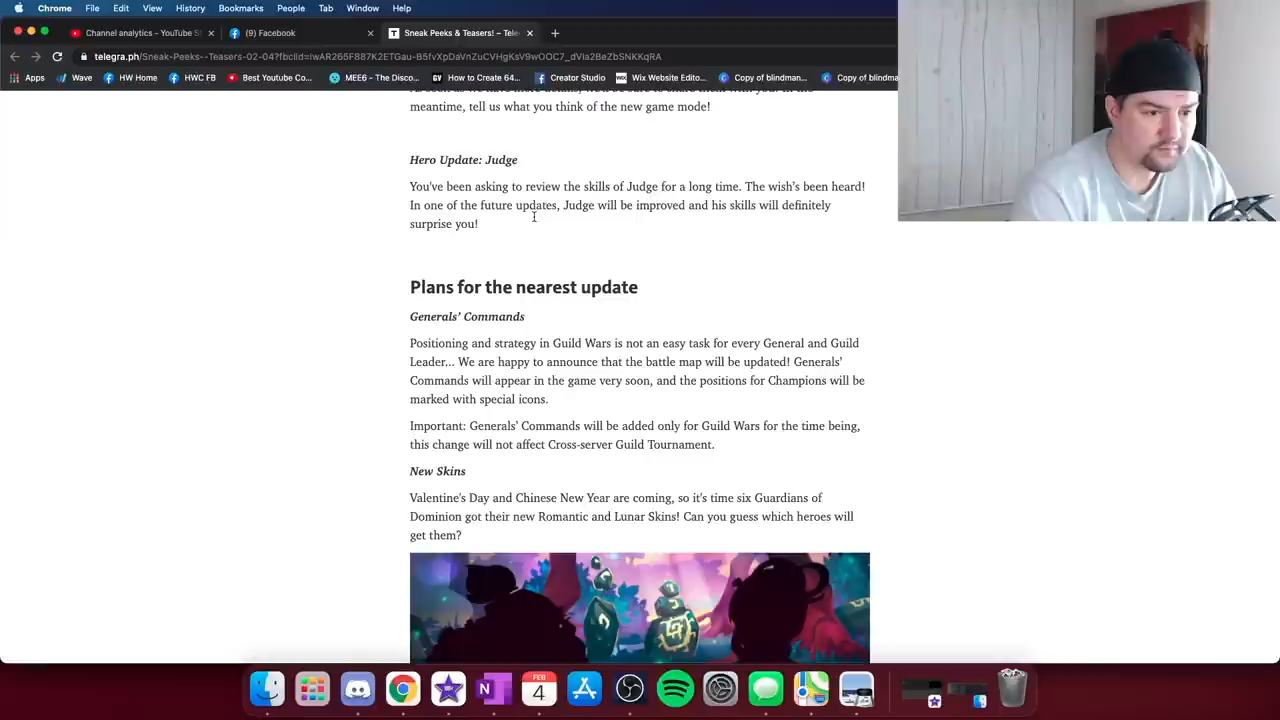 Chrome File Edit View History Bookmarks People Tab Window Help
Channel analytics - YouTube S
(9) Facebook
Sneak Peeks & Teasers! – Tele
telegra.ph/Sneak-Peeks--Teasers-02-04?fbclid=
Apps Wave HW Home HWC FB Best Youtube Co... MEE6 – The Disco... How to Create 64... Creator Studio Wix Website Edito... Copy of blindman... Copy of blindma
meantime, tell us what you think of the new game mode!
Hero Update: Judge
You've been asking to review the skills of Judge for a long time. The wish's been heard!
In one of the future updates, Judge will be improved and his skills will definitely
surprise you!
Plans for the nearest update
Generals' Commands
Positioning and strategy in Guild Wars is not an easy task for every General and Guild
Leader... We are happy to announce that the battle map will be updated! Generals'
Commands will appear in the game very soon, and the positions for Champions will be
marked with special icons.
Important: Generals' Commands will be added only for Guild Wars for the time being,
this change will not affect Cross-server Guild Tournament.
New Skins
Valentine's Day and Chinese New Year are coming, so it's time six Guardians of
Dominion got their new Romantic and Lunar Skins! Can you guess which heroes will
get them?
FEB
4